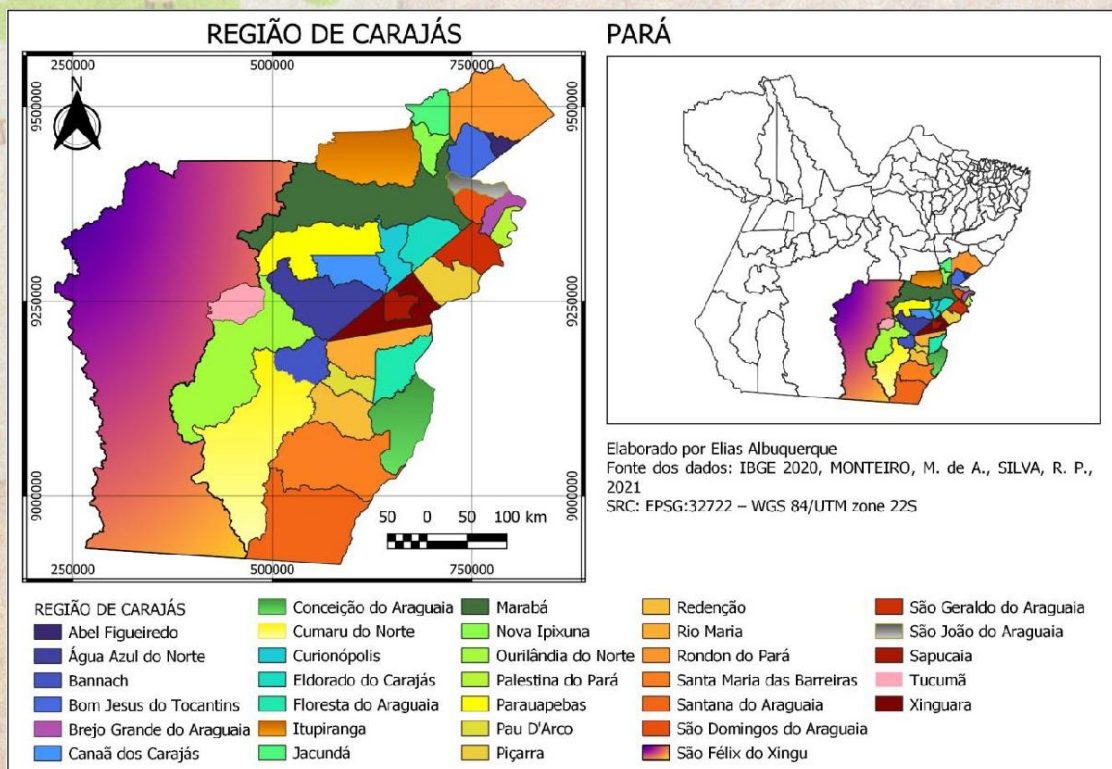 REGIÃO DE CARAJÁS
PARÁ
250000
500000
750000
N
9500000
9500000
9250000
9250000
9000000
9000000
50 0 50 100 km
250000
500000
750000
Elaborado por Elias Albuquerque
Fonte dos dados: IBGE 2020, MONTEIRO, M. de A., SILVA, R. P.,
2021
SRC: EPSG:32722 – WGS 84/UTM zone 22S
REGIÃO DE CARAJÁS
Abel Figueiredo
Água Azul do Norte
Bannach
Bom Jesus do Tocantins
Brejo Grande do Araguaia
Canaã dos Carajás
Conceição do Araguaia
Cumaru do Norte
Curionópolis
Eldorado do Carajás
Floresta do Araguaia
Itupiranga
Jacundá
Marabá
Nova Ipixuna
Ourilândia do Norte
Palestina do Pará
Parauapebas
Pau D'Arco
Piçarra
Redenção
Rio Maria
Rondon do Pará
Santa Maria das Barreiras
Santana do Araguaia
São Domingos do Araguaia
São Félix do Xingu
São Geraldo do Araguaia
São João do Araguaia
Sapucaia
Tucumã
Xinguara